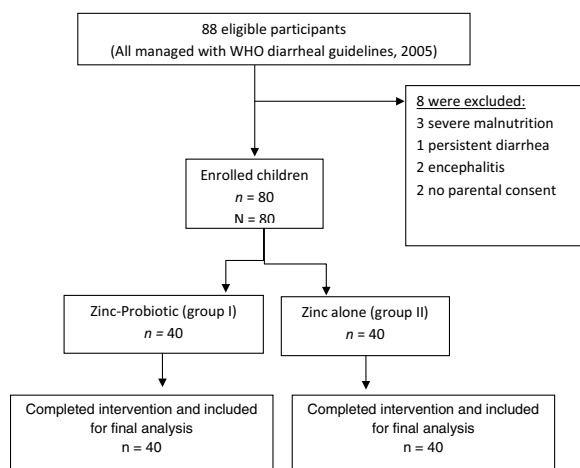 88 eligible participants
(All managed with WHO diarrheal guidelines, 2005)
8 were excluded:
3 severe malnutrition
1 persistent diarrhea
2 encephalitis
2 no parental consent
Enrolled children
n = 80
N = 80
Zinc-Probiotic (group I)
n = 40
Zinc alone (group II)
n = 40
Completed intervention and included
for final analysis
n = 40
Completed intervention and included
for final analysis
n = 40